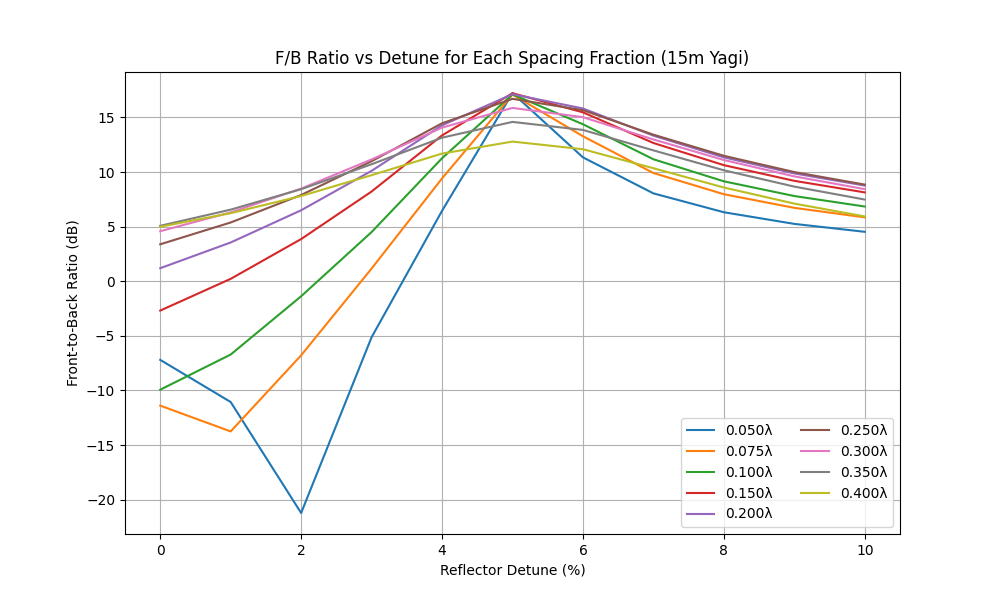 F/B Ratio vs Detune for Each Spacing Fraction (15m Yagi)
Front-to-Back Ratio (dB)
15
10
5
0
−5
−10
−15
−20
0.050λ
0.075λ
0.100λ
0.150λ
0.200λ
0.250λ
0.300λ
0.350λ
0.400λ
0 2 4 6 8 10
Reflector Detune (%)